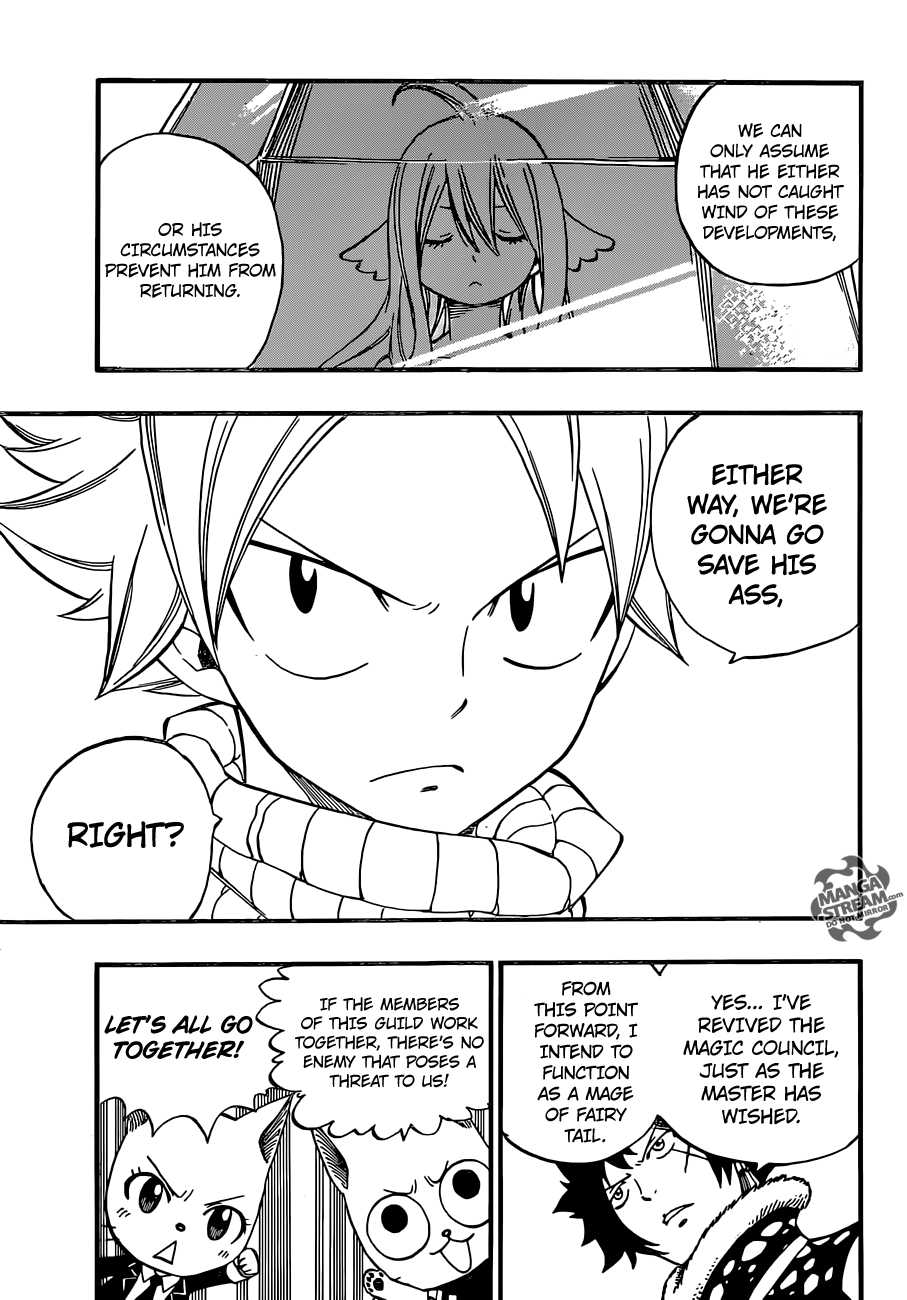 WE CAN
ONLY ASSUME
THAT HE EITHER
HAS NOT CAUGHT
WIND OF THESE
DEVELOPMENTS,
OR HIS
CIRCUMSTANCES
PREVENT HIM FROM
RETURNING.
EITHER
WAY, WE'RE
GONNA GO
SAVE HIS
ASS,
RIGHT?
MANGA
STREAM.com
DO NOT MIRROR
YES... I'VE
REVIVED THE
MAGIC COUNCIL,
JUST AS THE
MASTER HAS
WISHED.
FROM
THIS POINT
FORWARD, I
INTEND TO
FUNCTION
AS A MAGE
OF FAIRY
TAIL.
IF THE MEMBERS
OF THIS GUILD WORK
TOGETHER, THERE'S NO
ENEMY THAT POSES A
THREAT TO US!
LET'S ALL GO
TOGETHER!